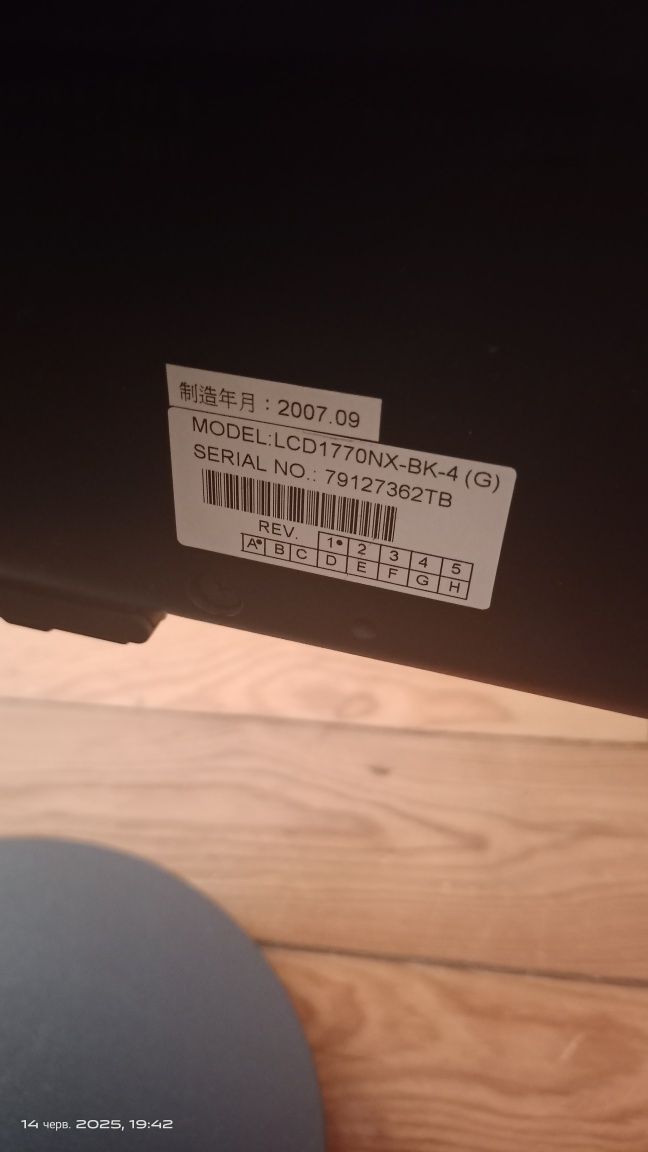 制造年月：2007.09
MODEL:LCD1770NX-BK-4 (G)
SERIAL NO.: 79127362TB
REV. 1• 2 3 4 5
A• B C D E F G H
14 черв. 2025, 19:42